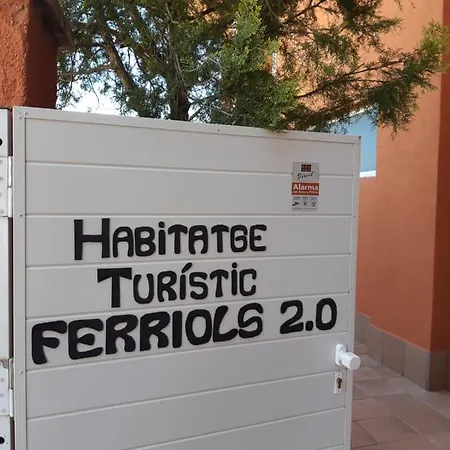 Alarma
HABITATGE
TURÍSTIC
FERRIOLS 2.0